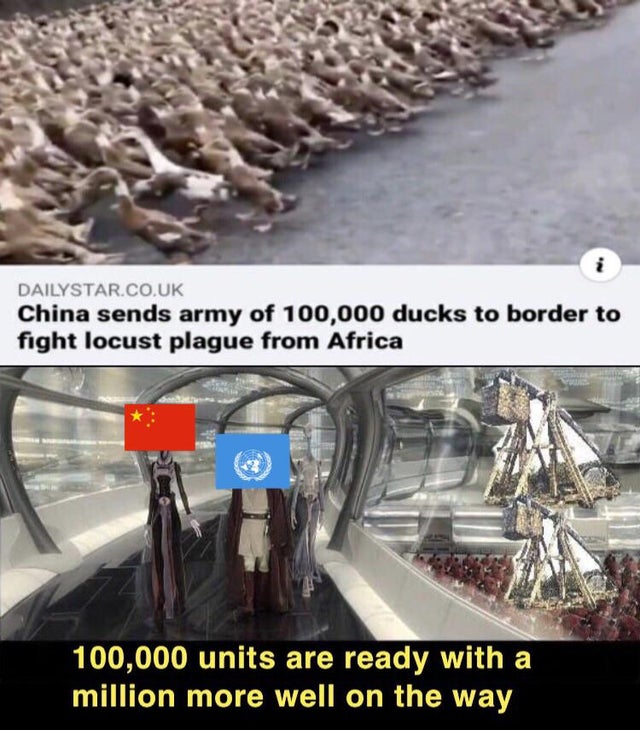 DAILYSTAR.CO.UK
China sends army of 100,000 ducks to border to
fight locust plague from Africa
100,000 units are ready with a
million more well on the way